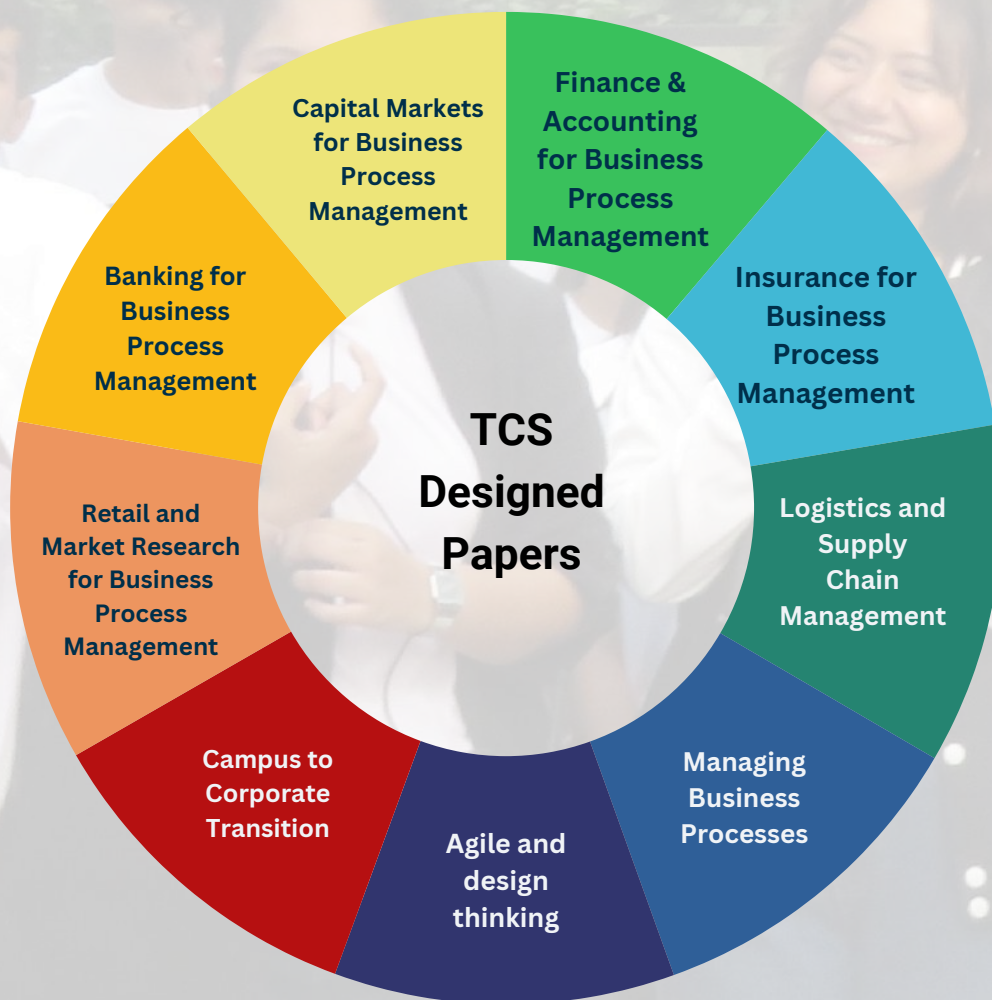 TCS
Designed
Papers
Finance &
Accounting
for Business
Process
Management
Insurance for
Business
Process
Management
Logistics and
Supply
Chain
Management
Managing
Business
Processes
Agile and
design
thinking
Campus to
Corporate
Transition
Retail and
Market Research
for Business
Process
Management
Banking for
Business
Process
Management
Capital Markets
for Business
Process
Management